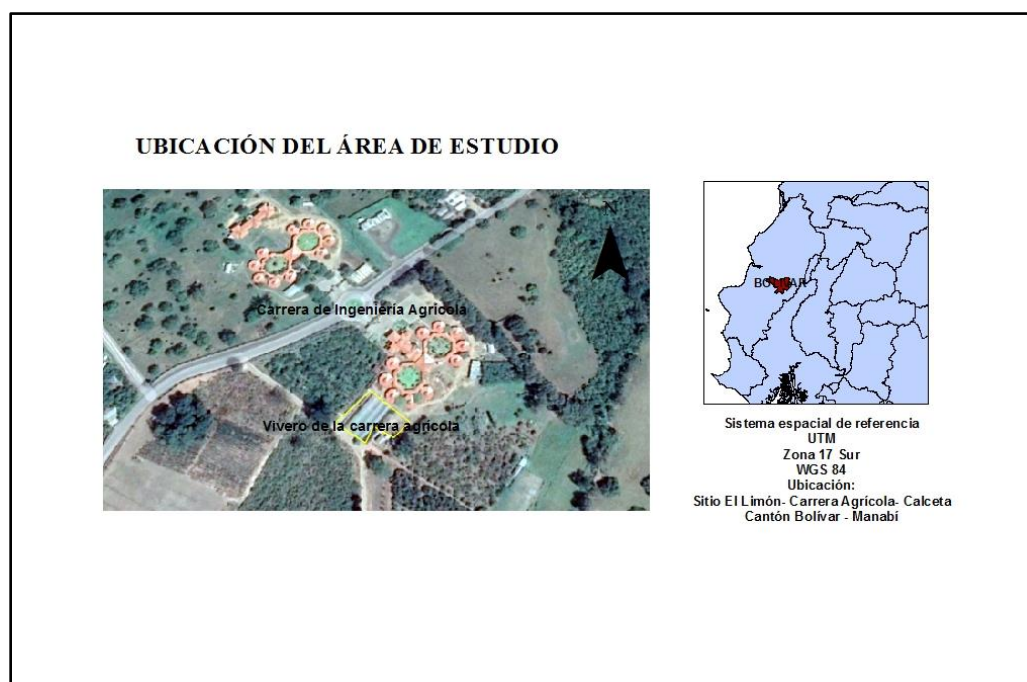 UBICACIÓN DEL ÁREA DE ESTUDIO
N
Carrera de Ingeniería Agrícola
Vivero de la carrera agrícola
BOLÍVAR
Sistema espacial de referencia
UTM
Zona 17 Sur
WGS 84
Ubicación:
Sitio El Limón- Carrera Agrícola- Calceta
Cantón Bolívar - Manabí